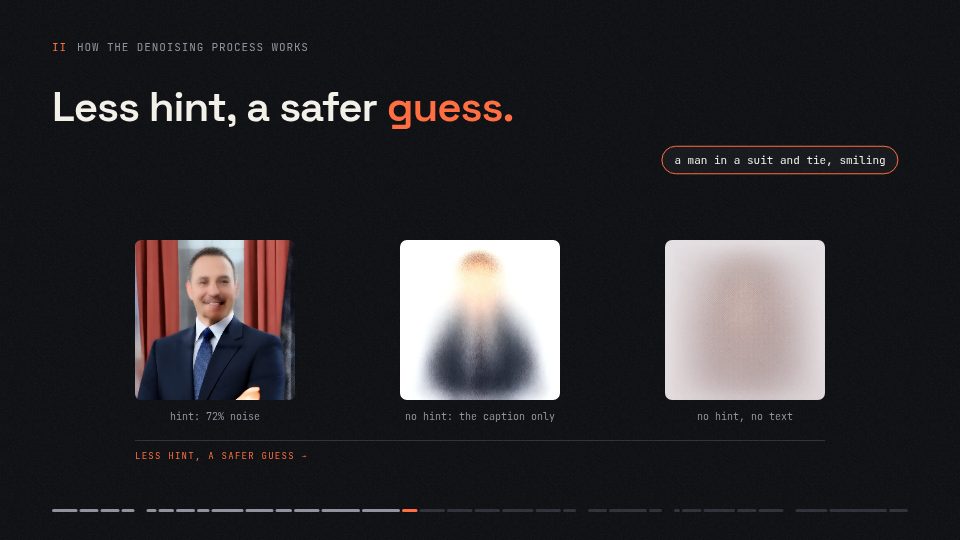 II HOW THE DENOISING PROCESS WORKS
Less hint, a safer guess.
a man in a suit and tie, smiling
hint: 72% noise
no hint: the caption only
no hint, no text
LESS HINT, A SAFER GUESS →